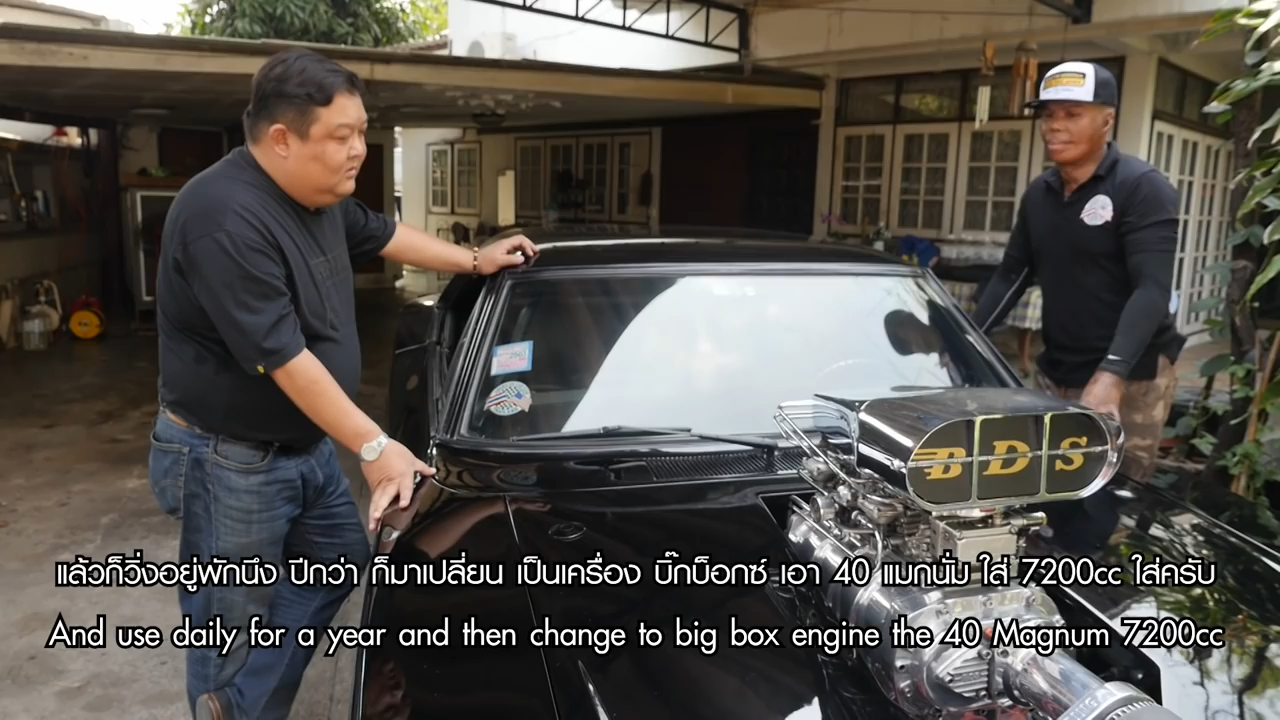 BDS
แล้วก็วิ่งอยู่พักนึง ปีกว่า ก็มาเปลี่ยน เป็นเครื่อง บิ๊กบ็อกซ์ เอา 40 แมกนั่ม ใส่ 7200cc ใส่ครับ
And use daily for a year and then change to big box engine the 40 Magnum 7200cc